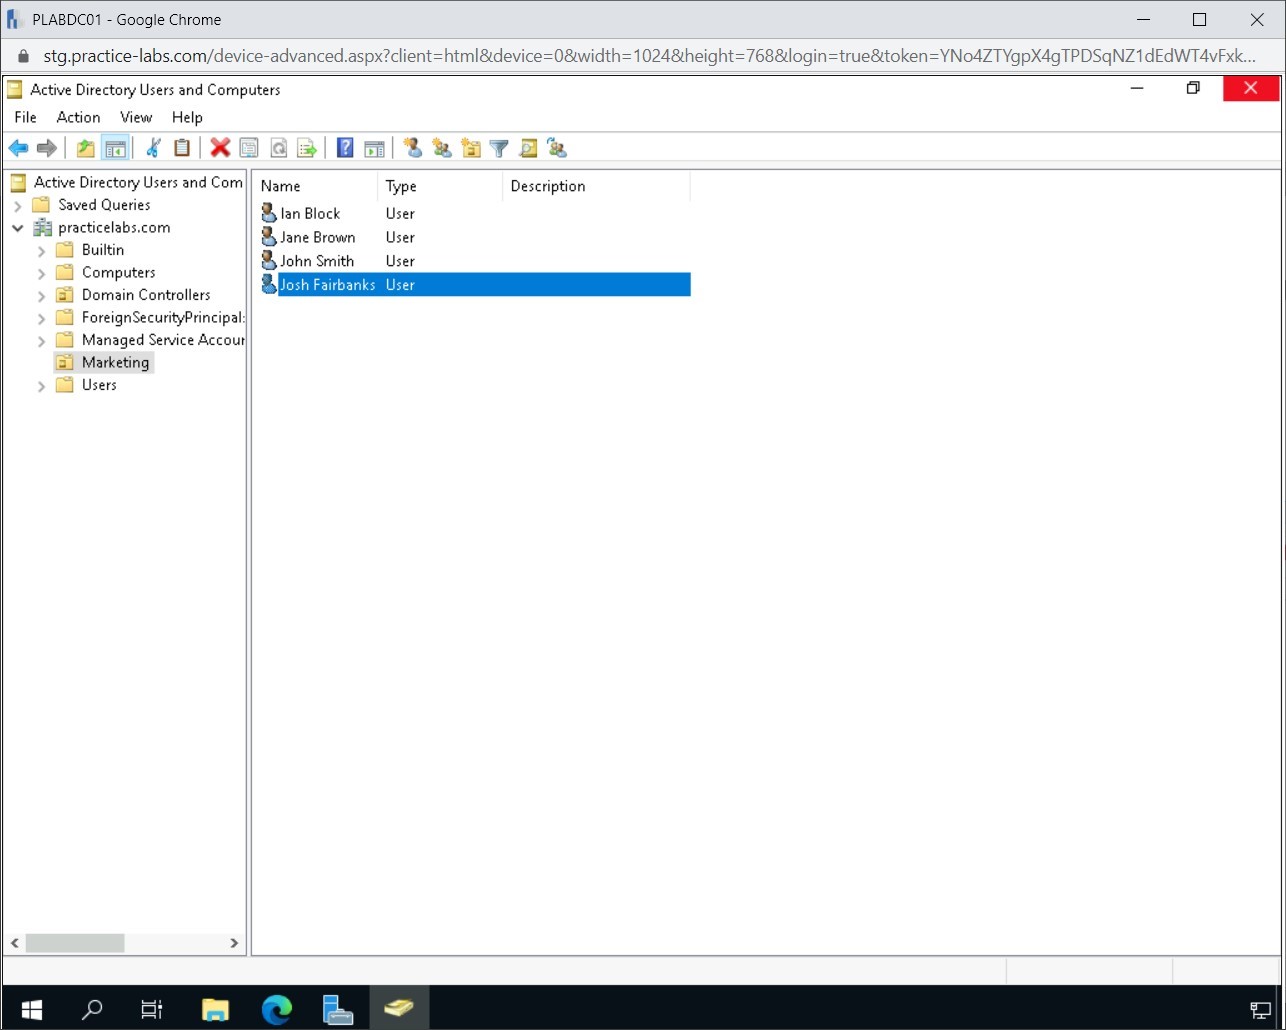 PLABDC01 - Google Chrome
stg.practice-labs.com/device-advanced.aspx?client=html&device=0&width=1024&height=768&login=true&token=YNo4ZTYgpX4gTPDSqNZ1dEdWT4vFxk...
Active Directory Users and Computers
File Action View Help
Active Directory Users and Com
Saved Queries
practicelabs.com
Builtin
Computers
Domain Controllers
ForeignSecurityPrincipal:
Managed Service Accour
Marketing
Users
Name Type Description
Ian Block User
Jane Brown User
John Smith User
Josh Fairbanks User